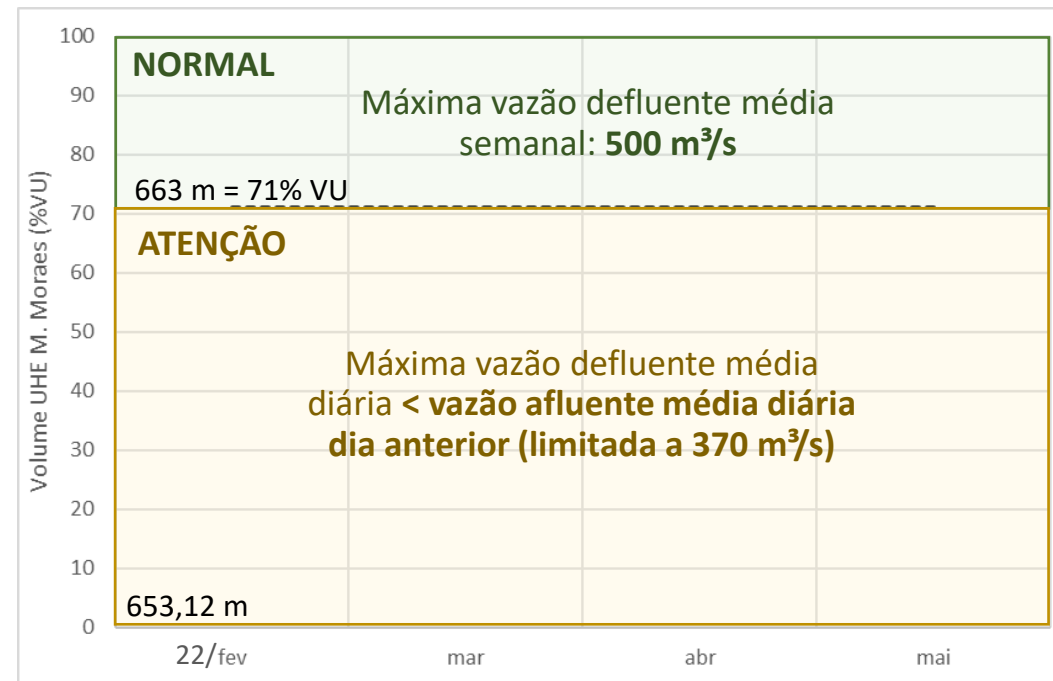 100
NORMAL
90
Máxima vazão defluente média
semanal: 500 m³/s
80
663 m = 71% VU
70
ATENÇÃO
60
50
Máxima vazão defluente média
40
diária < vazão afluente média diária
30
dia anterior (limitada a 370 m³/s)
20
10
653,12 m
0
Volume UHE M. Moraes (%VU)
22/fev mar abr mai